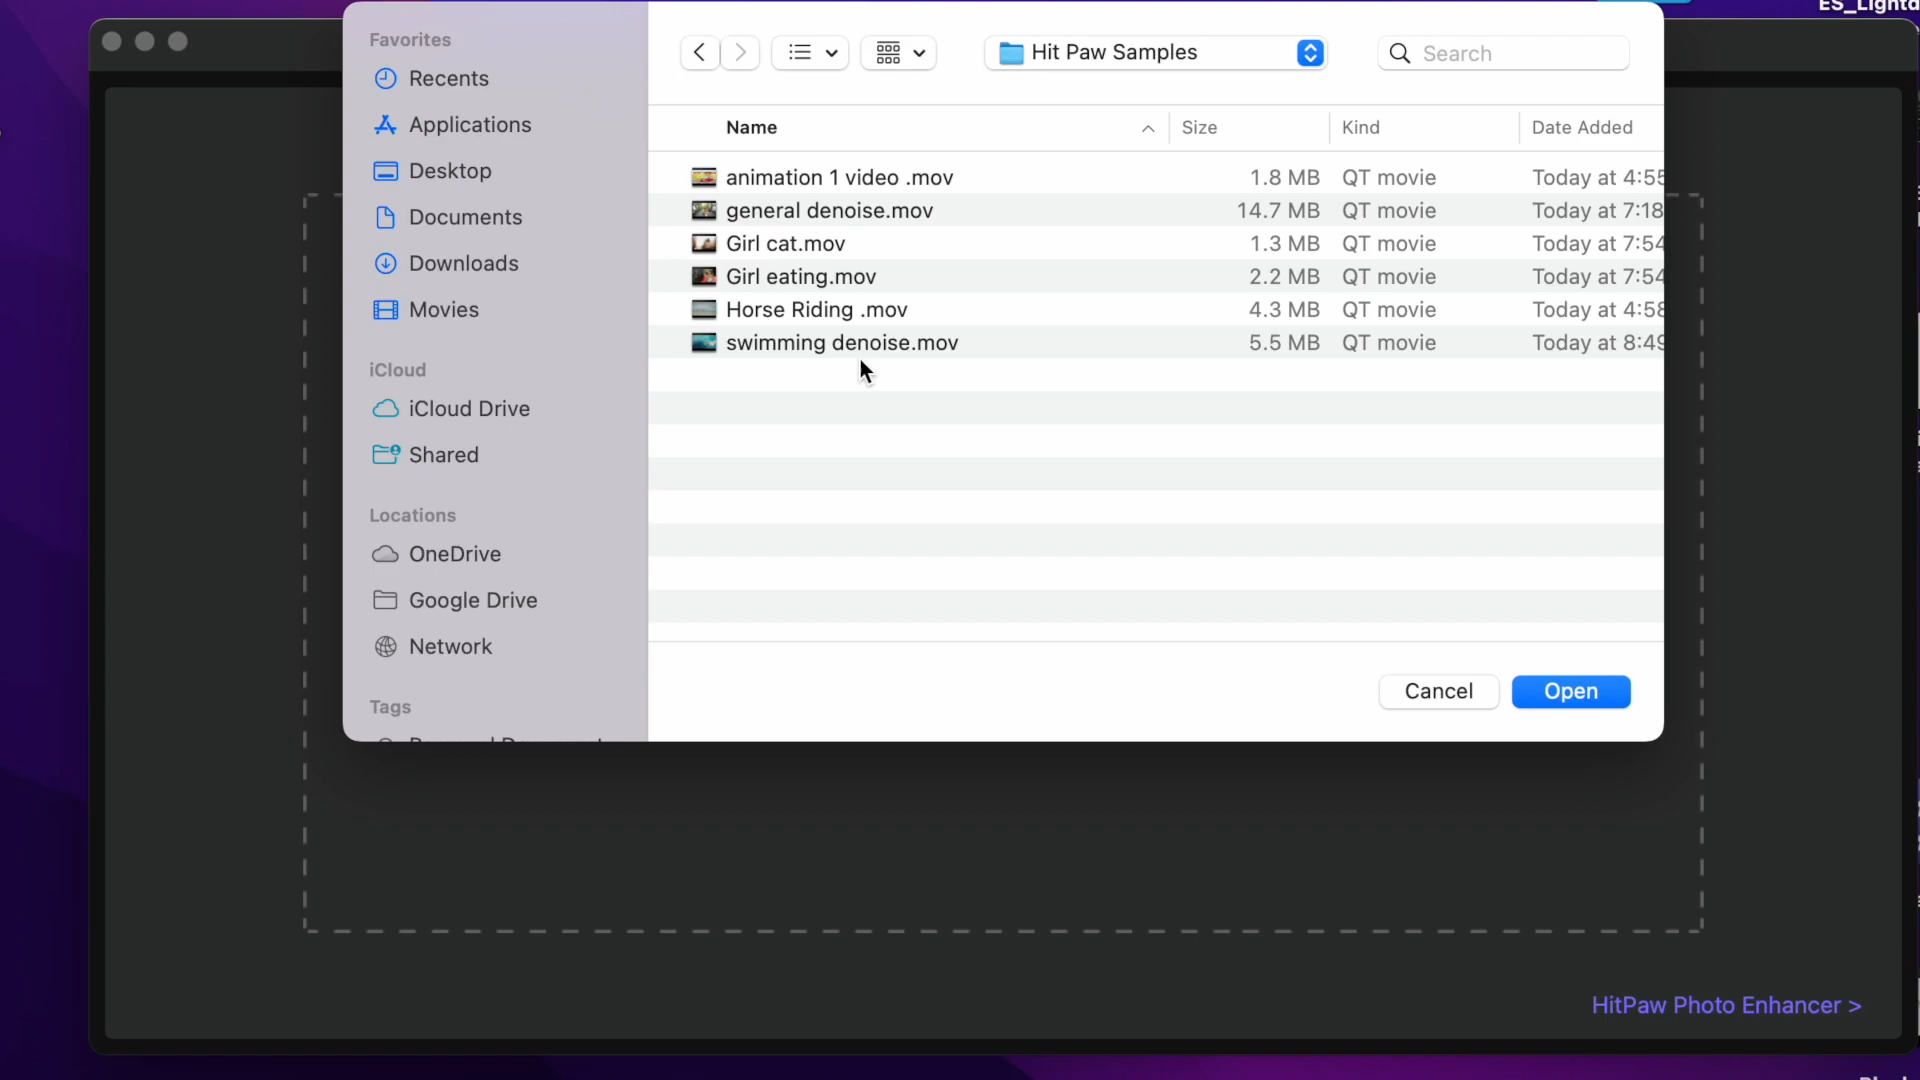 ES_Lightd
Favorites
Recents
Applications
Desktop
Documents
Downloads
Movies
iCloud
iCloud Drive
Shared
Locations
OneDrive
Google Drive
Network
Tags
Hit Paw Samples
Search
Name Size Kind Date Added
animation 1 video .mov 1.8 MB QT movie Today at 4:55
general denoise.mov 14.7 MB QT movie Today at 7:18
Girl cat.mov 1.3 MB QT movie Today at 7:54
Girl eating.mov 2.2 MB QT movie Today at 7:54
Horse Riding .mov 4.3 MB QT movie Today at 4:58
swimming denoise.mov 5.5 MB QT movie Today at 8:49
Cancel Open
HitPaw Photo Enhancer >